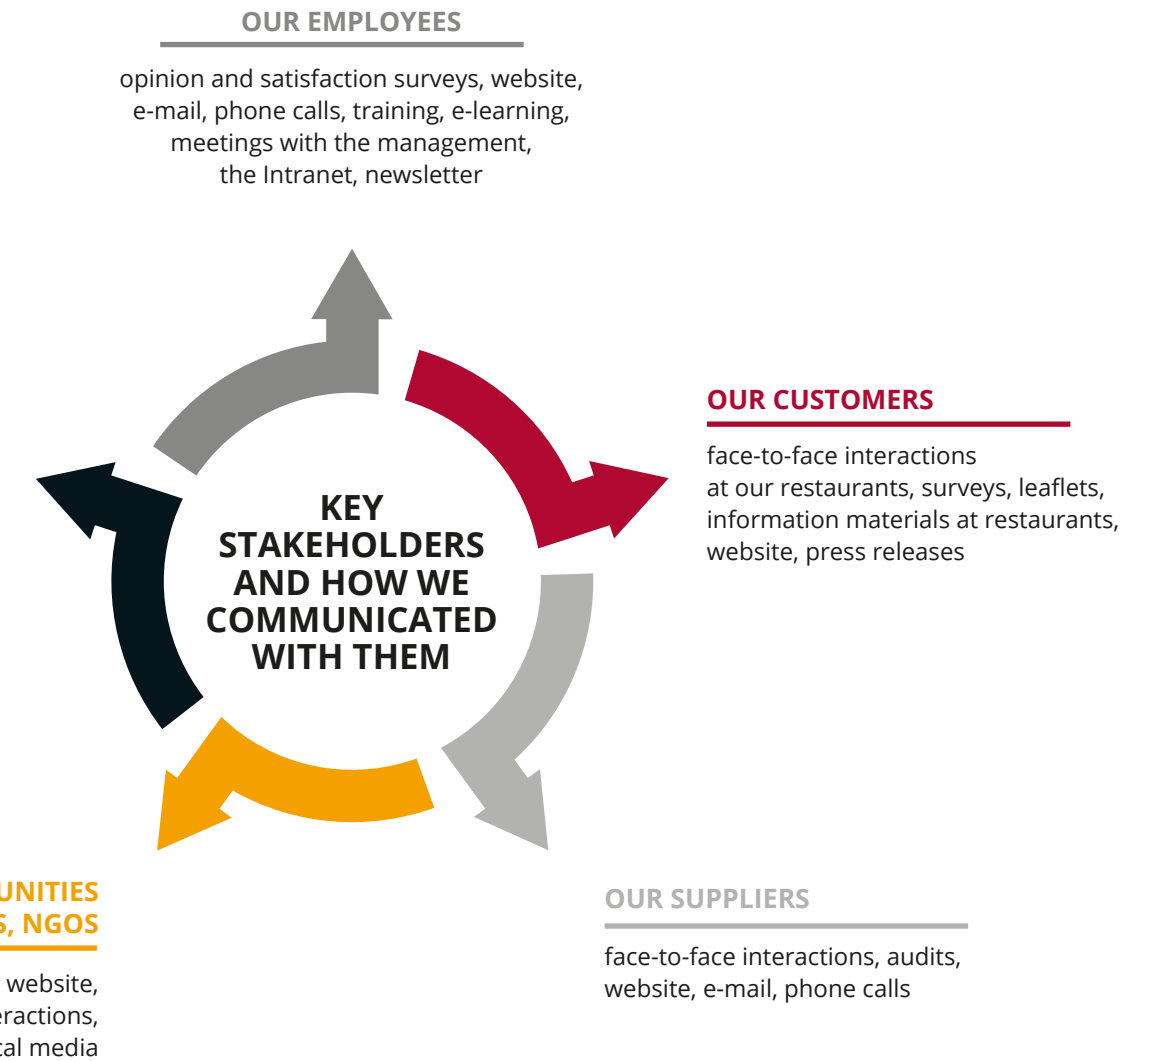 OUR EMPLOYEES
opinion and satisfaction surveys, website,
e-mail, phone calls, training, e-learning,
meetings with the management,
the Intranet, newsletter
OUR CUSTOMERS
face-to-face interactions
at our restaurants, surveys, leaflets,
information materials at restaurants,
website, press releases
KEY
STAKEHOLDERS
AND HOW WE
COMMUNICATED
WITH THEM
OUR SUPPLIERS
face-to-face interactions, audits,
website, e-mail, phone calls
NGOS
website,
media